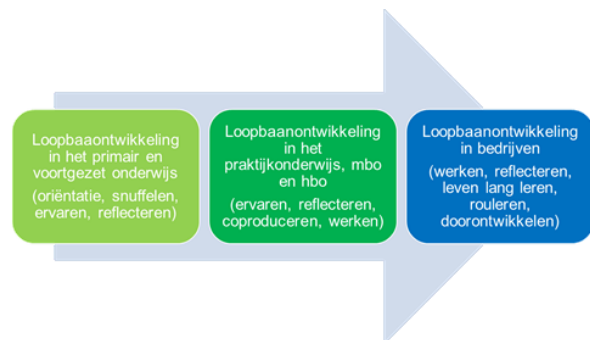 Loopbaaontwikkeling
in het primair en
voortgezet onderwijs
(oriëntatie, snuffelen,
ervaren, reflecteren)
Loopbaanontwikkeling
in het
praktijkonderwijs, mbo
en hbo
(ervaren, reflecteren,
coproduceren, werken)
Loopbaanontwikkeling
in bedrijven
(werken, reflecteren,
leven lang leren,
rouleren,
doorontwikkelen)